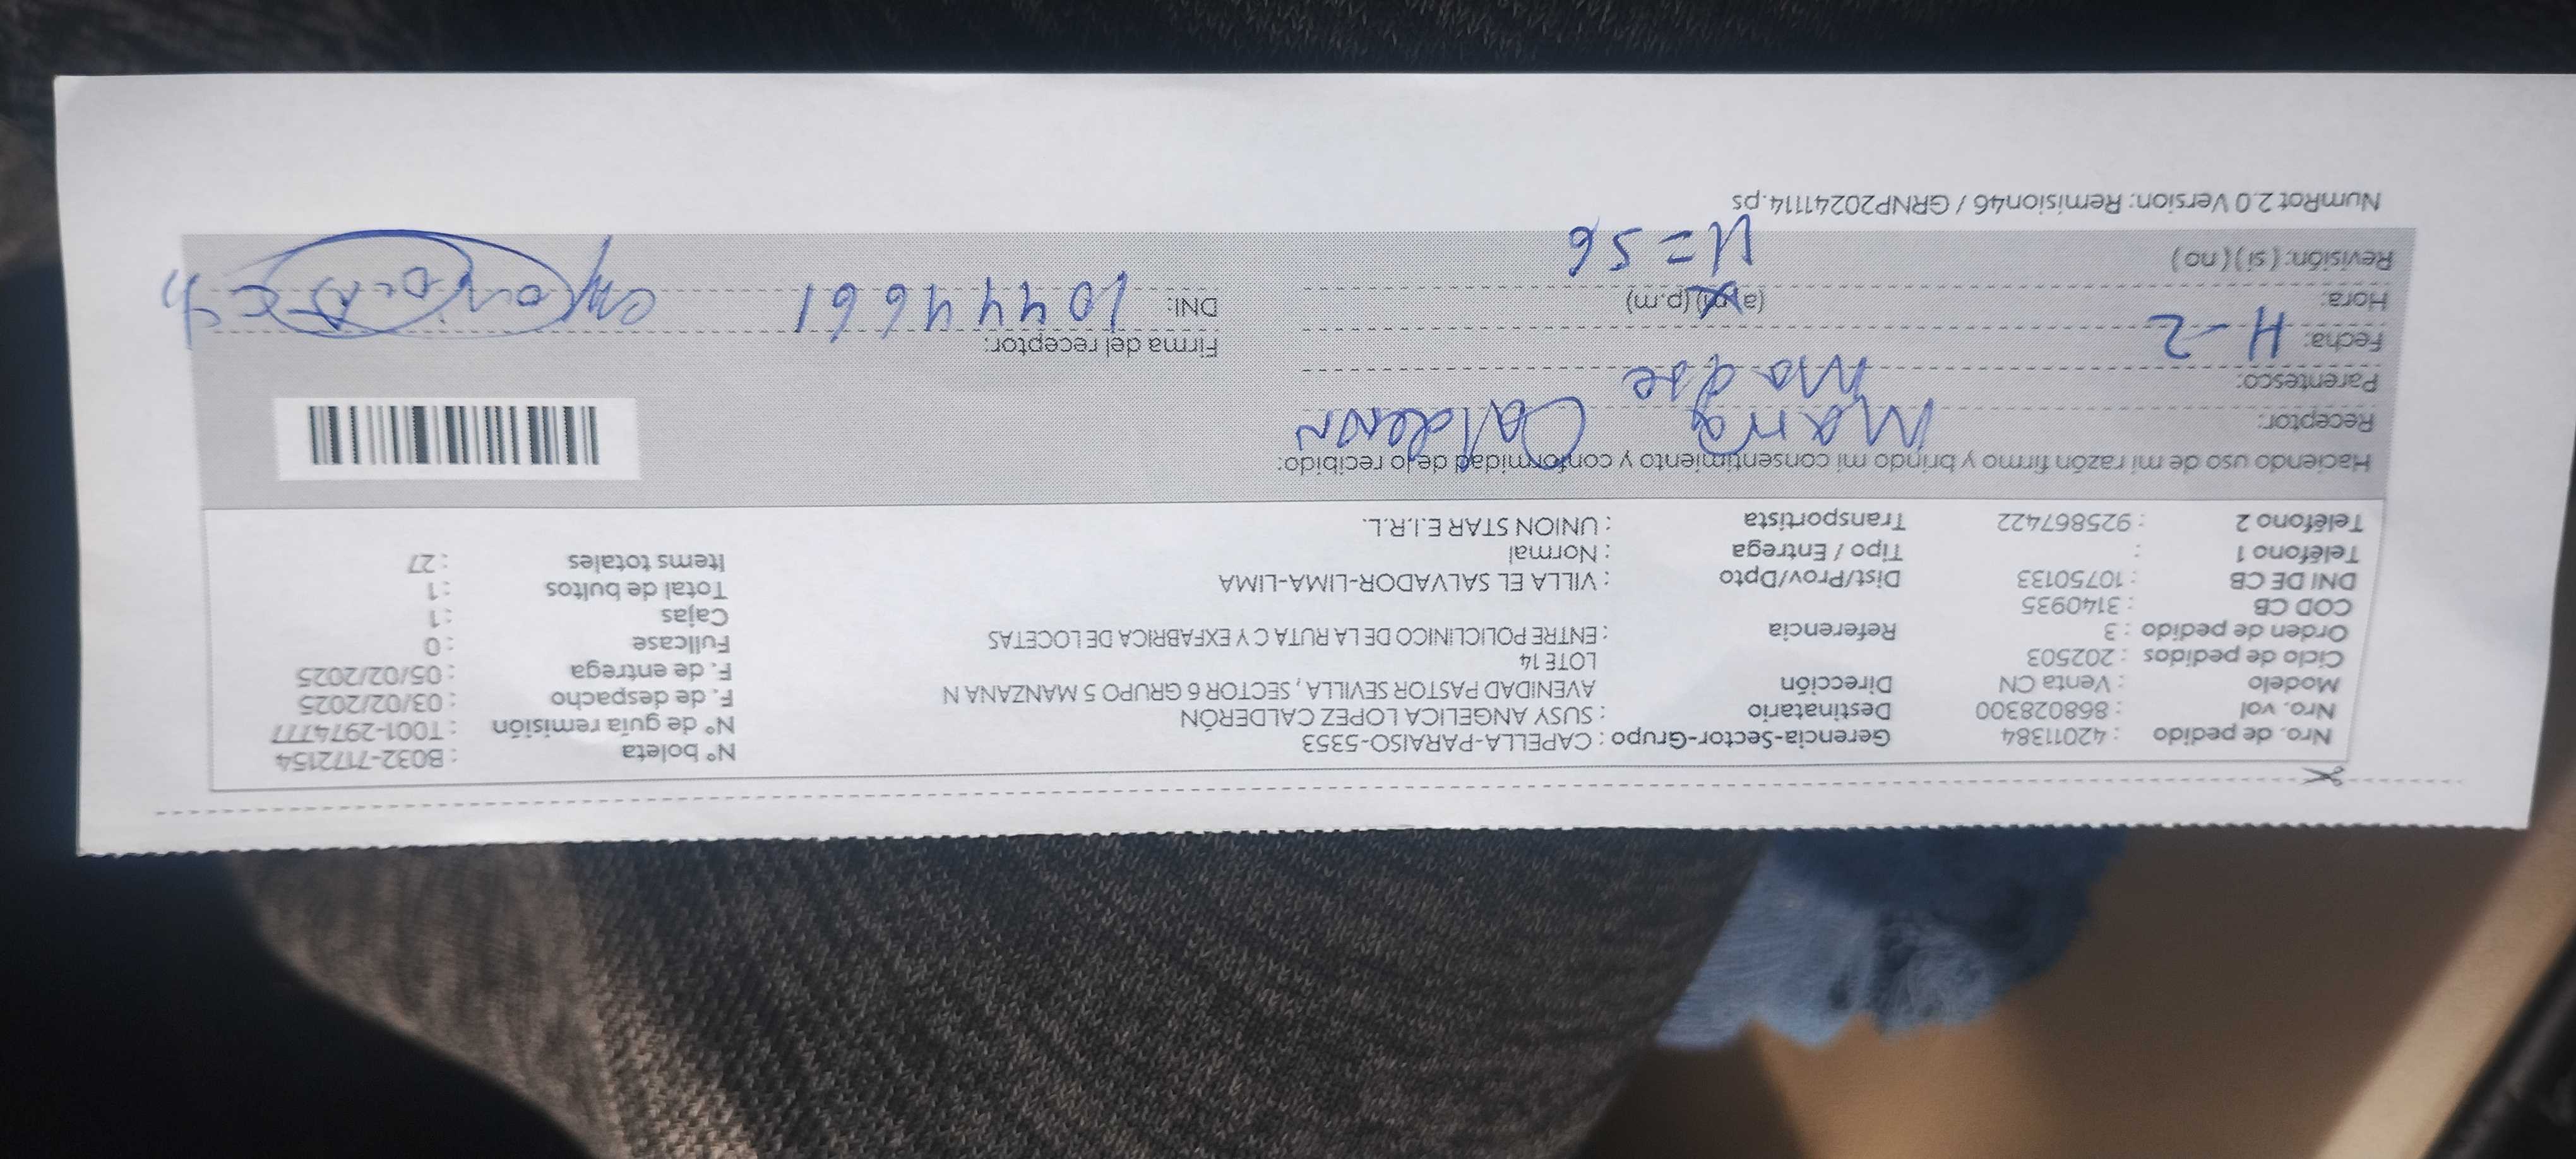 Nro. de pedido : 42011384 Gerencia-Sector-Grupo : CAPELLA-PARAISO-5353 N° boleta : B032-7172154
Nro. vol : 868028300 Destinatario : SUSY ANGELICA LOPEZ CALDERÓN N° de guía remisión : T001-2974777
Modelo : Venta CN Dirección AVENIDAD PASTOR SEVILLA , SECTOR 6 GRUPO 5 MANZANA N F. de despacho : 03/02/2025
LOTE 14
Ciclo de pedidos : 202503 F. de entrega : 05/02/2025
Orden de pedido : 3 Referencia : ENTRE POLICLINICO DE LA RUTA C Y EXFABRICA DE LOCETAS Fullcase : 0
COD CB : 3140935 Cajas : 1
DNI DE CB : 10750133 Dist/Prov/Dpto : VILLA EL SALVADOR-LIMA-LIMA Total de bultos : 1
Teléfono 1 : Tipo / Entrega : Normal Items totales : 27
Teléfono 2 : 925867422 Transportista : UNION STAR E.I.R.L.
Haciendo uso de mi razón firmo y brindo mi consentimiento y conformidad de lo recibido:
Receptor: Calderon
Parentesco: madre
Fecha: Firma del receptor:
Hora: (a.m) (p.m) DNI: 10444661
Revisión: ( si ) ( no ) 11=56
NumRot 2.0 Version: Remision46 / GRNP20241114.ps